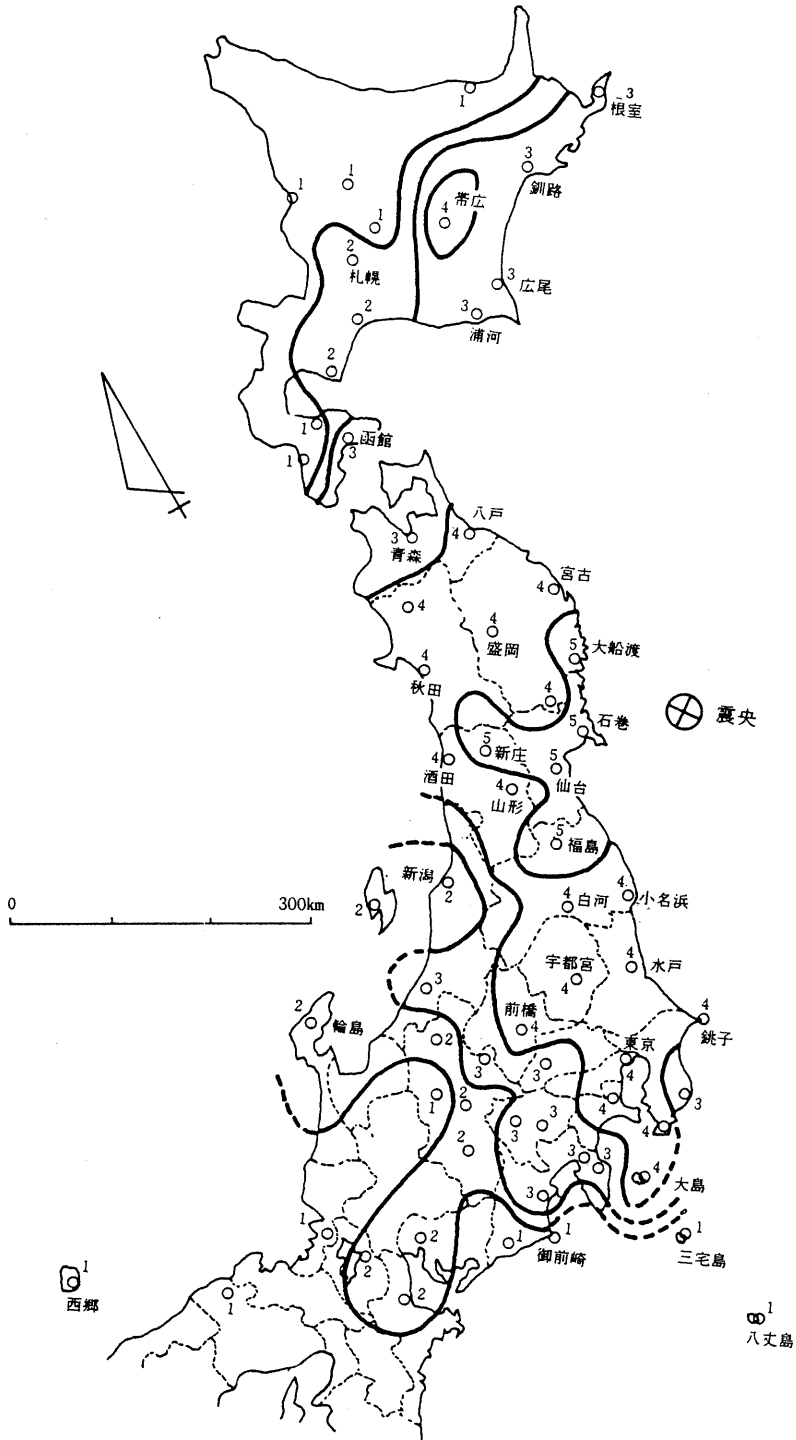 1
3
根室
3
釧路
1
1
帯広
4
1
2
札幌
3
広尾
2
3
浦河
2
1
函館
3
1
八戸
4
3
青森
宮古
4
4
4
盛岡
大船渡
5
4
秋田
4
石巻
5
震央
5
新庄
4
酒田
5
仙台
4
山形
5
福島
新潟
2
4
白河
4
小名浜
0
300km
2
宇都宮
4
4
水戸
3
2
輪島
前橋
4
4
銚子
2
東京
4
3
3
3
1
2
4
3
3
4
2
3
3
4
大島
3
1
2
1
1
御前崎
1
三宅島
2
1
西郷
1
2
1
八丈島